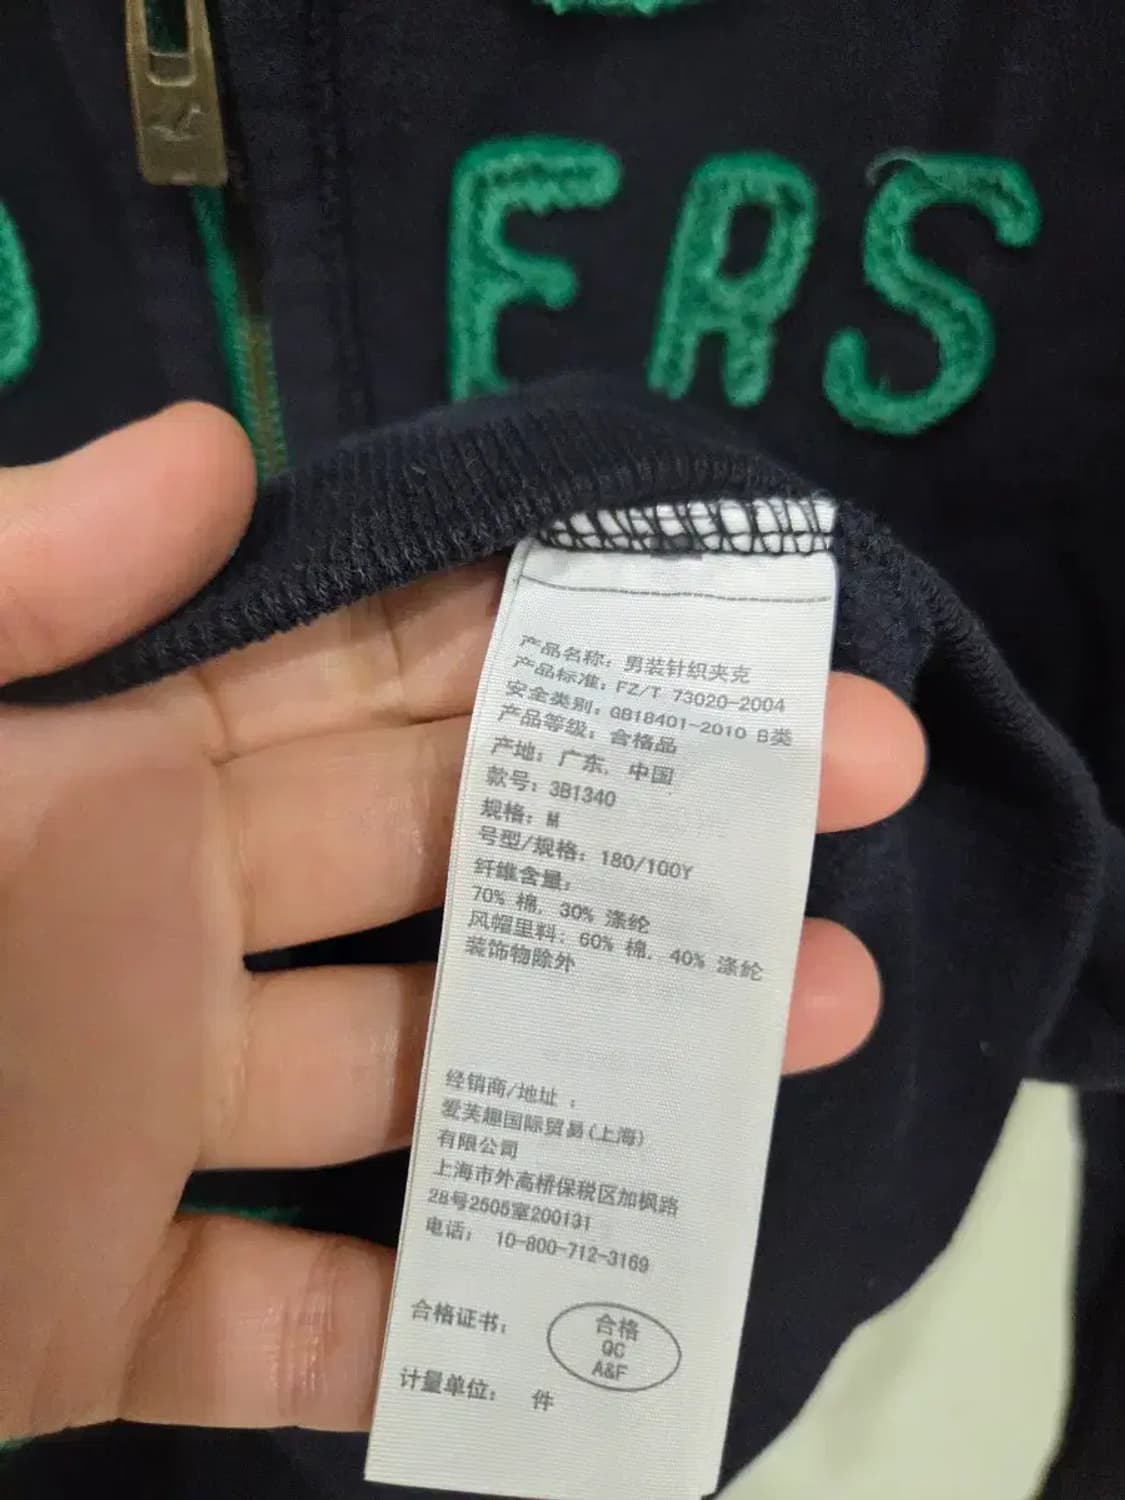 ERS
产品名称：男装针织夹克
产品标准：FZ/T 73020-2004
安全类别：GB18401-2010 B类
产品等级：合格品
产地：广东，中国
款号：3B1340
规格：M
号型/规格：180/100Y
纤维含量：
70% 棉，30% 涤纶
风帽里料：60% 棉，40% 涤纶
装饰物除外
经销商/地址：
爱芙趣国际贸易(上海)
有限公司
上海市外高桥保税区加枫路
28号2505室200131
电话： 10-800-712-3169
合格证书：
合格
QC
A&F
计量单位： 件